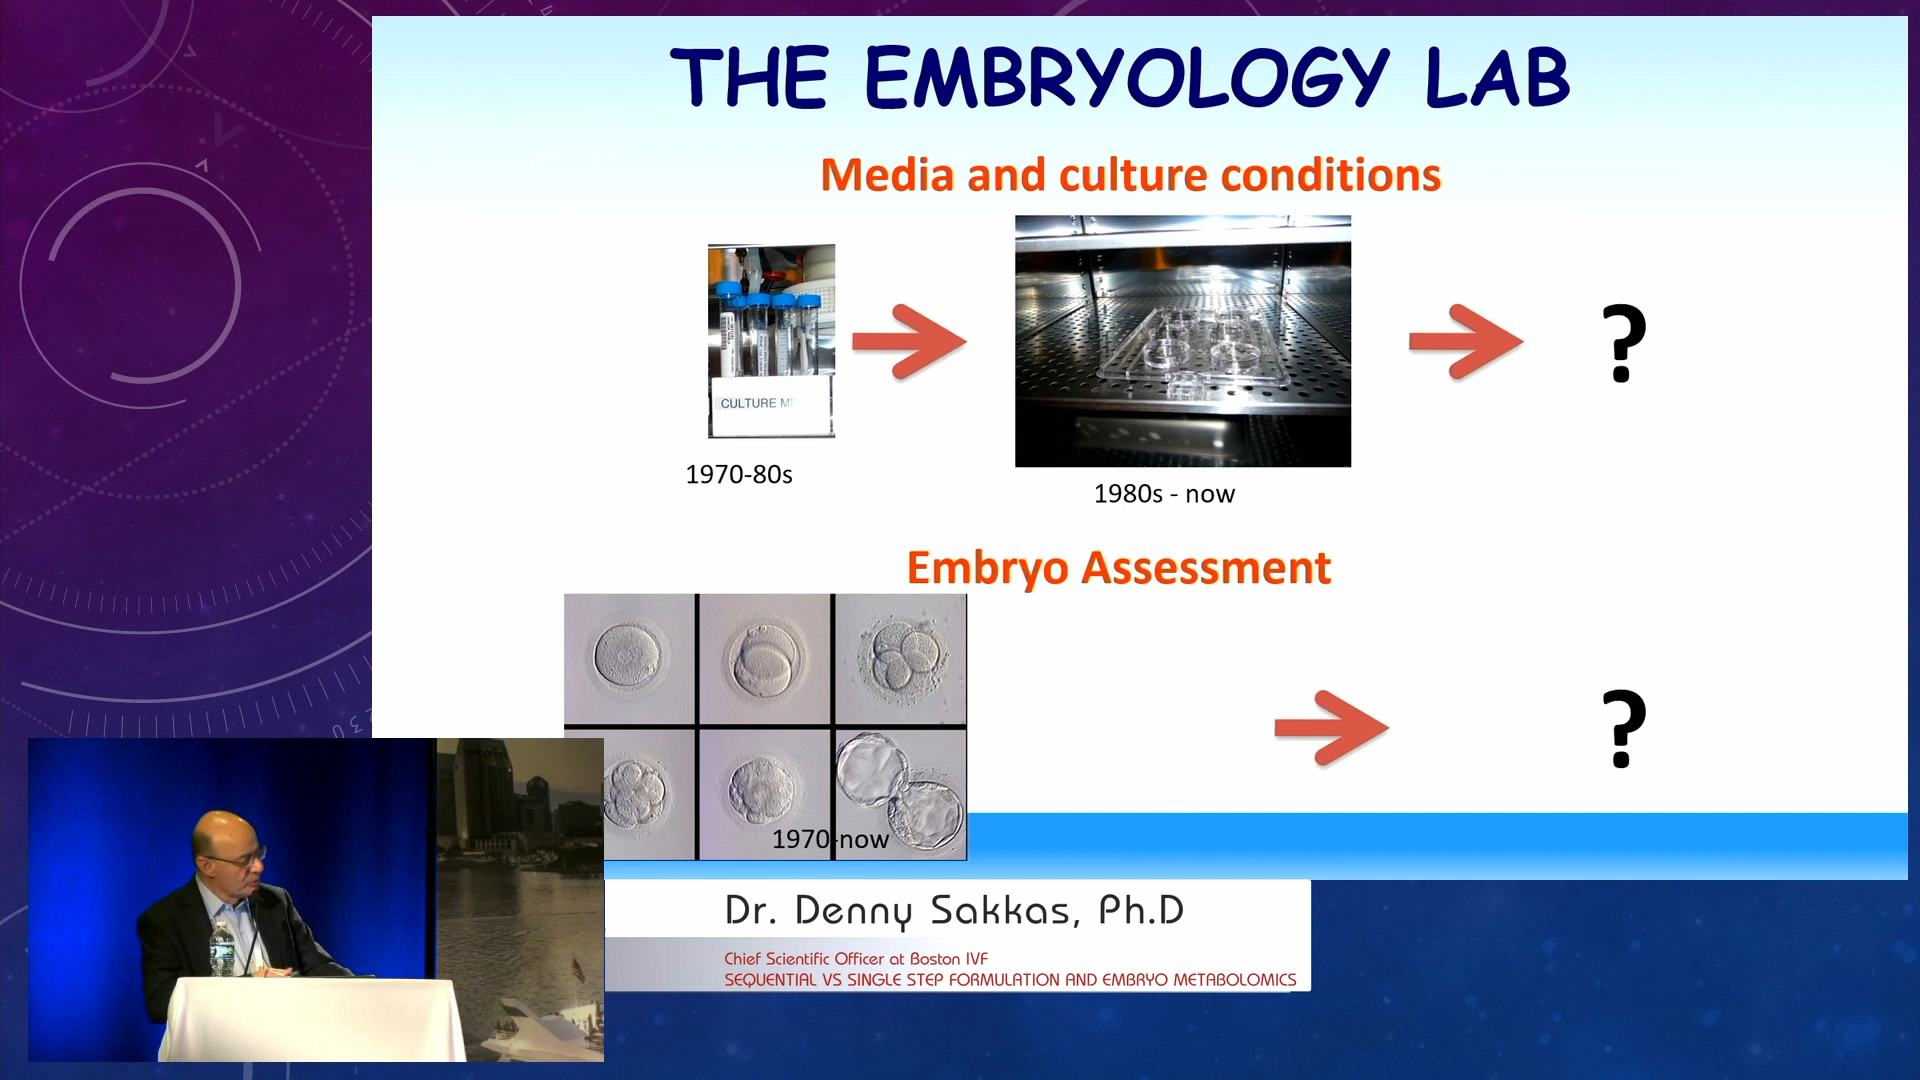 THE EMBRYOLOGY LAB
Media and culture conditions
CULTURE
?
1970-80s
1980s - now
Embryo Assessment
?
1970-now
230
Dr. Denny Sakkas, Ph.D
Chief Scientific Officer at Boston IVF
SEQUENTIAL VS SINGLE STEP FORMULATION AND EMBRYO METABOLOMICS